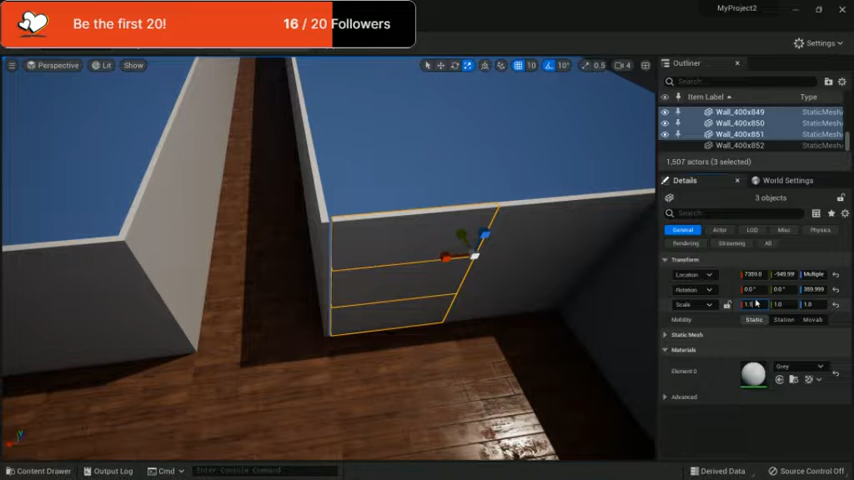 Be the first 20!
16 / 20 Followers
MyProject2
Settings
Perspective
Lit
Show
10
10°
0.5
4
Outliner
Search...
Item Label
Type
Wall_400x849
StaticMesh
Wall_400x850
StaticMesh
Wall_400x851
StaticMesh
Wall_400x852
StaticMesh
1,507 actors (3 selected)
Details
World Settings
3 objects
Search
General
Actor
LOD
Misc
Physics
Rendering
Streaming
All
Transform
Location
-949.99
Multiple
Rotation
0.0°
0.0°
359.999
Scale
1.0
1.0
Mobility
Static
Station
Movab
Static Mesh
Materials
Element 0
Grey
Advanced
Content Drawer
Output Log
Cmd
Enter Console Command
Derived Data
Source Control Off